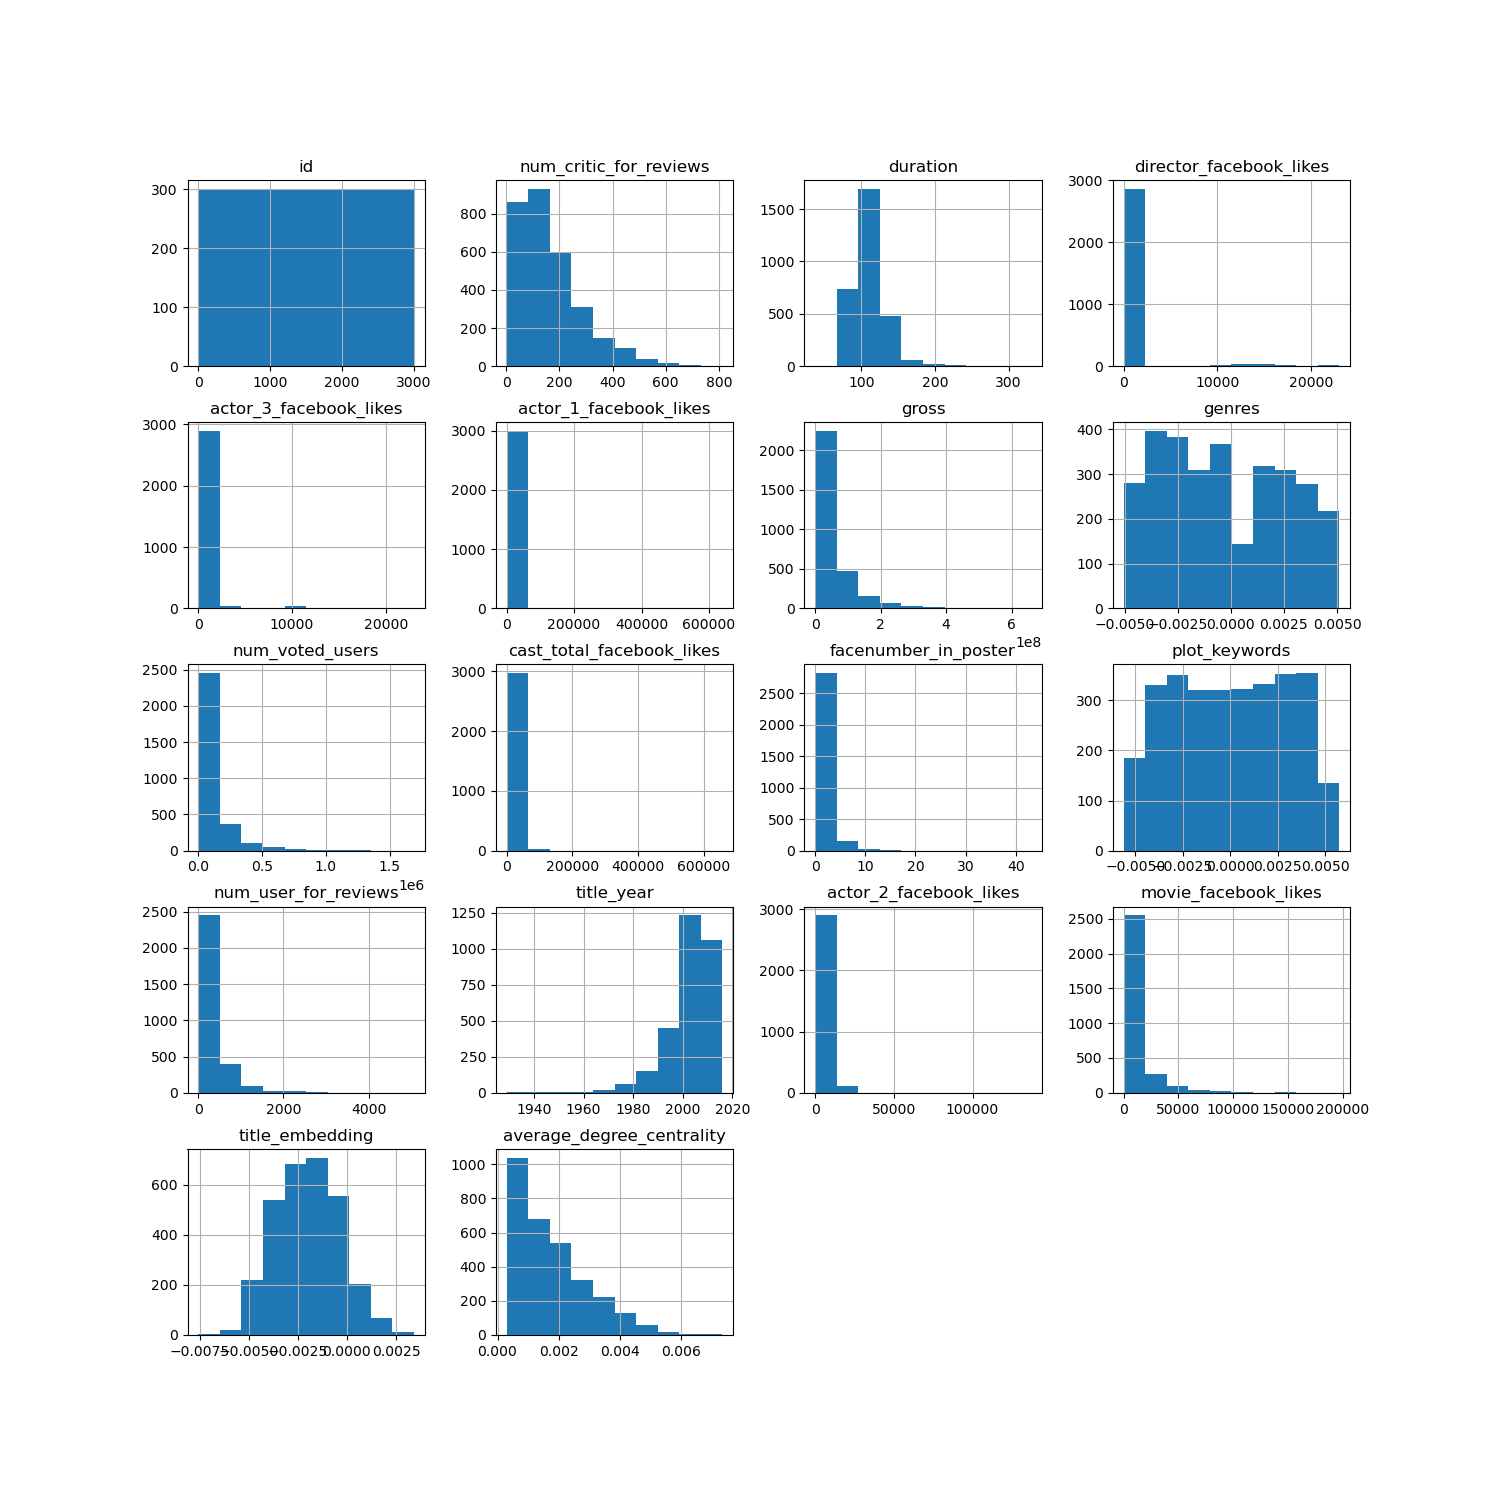 id
300
200
100
0
0 1000 2000 3000
num_critic_for_reviews
800
600
400
200
0
0 200 400 600 800
duration
1500
1000
500
0
100 200 300
director_facebook_likes
3000
2000
1000
0
0 10000 20000
actor_3_facebook_likes
3000
2000
1000
0
0 10000 20000
actor_1_facebook_likes
3000
2000
1000
0
0 200000 400000 600000
gross
2000
1500
1000
500
0
0 2 4 6
1e8
genres
400
300
200
100
0
−0.0050 −0.0025 0.0000 0.0025 0.0050
num_voted_users
2500
2000
1500
1000
500
0
0.0 0.5 1.0 1.5
1e6
cast_total_facebook_likes
3000
2000
1000
0
0 200000 400000 600000
facenumber_in_poster
2500
2000
1500
1000
500
0
0 10 20 30 40
plot_keywords
300
200
100
0
−0.0050 −0.0025 0.0000 0.0025 0.0050
num_user_for_reviews
2500
2000
1500
1000
500
0
0 2000 4000
title_year
1250
1000
750
500
250
0
1940 1960 1980 2000 2020
actor_2_facebook_likes
3000
2000
1000
0
0 50000 100000
movie_facebook_likes
2500
2000
1500
1000
500
0
0 50000 100000 150000 200000
title_embedding
600
400
200
0
−0.0075 −0.0050 −0.0025 0.0000 0.0025
average_degree_centrality
1000
800
600
400
200
0
0.000 0.002 0.004 0.006